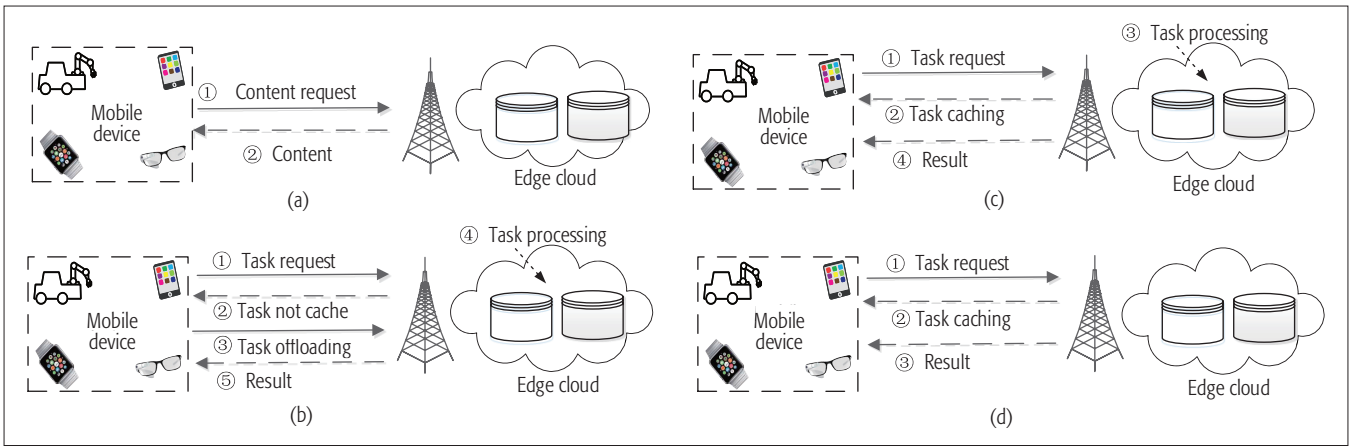 ① Content request
Mobile
device
② Content
Edge cloud
(a)
① Task request
② Task not cache
③ Task offloading
④ Task processing
⑤ Result
Mobile
device
Edge cloud
(b)
① Task request
② Task caching
③ Task processing
④ Result
Mobile
device
Edge cloud
(c)
① Task request
② Task caching
③ Result
Mobile
device
Edge cloud
(d)